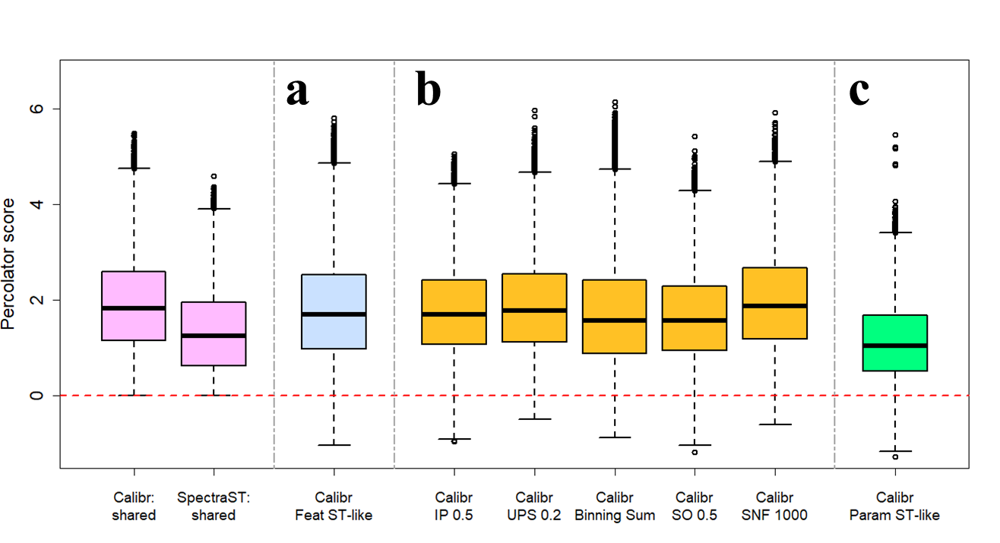 a
b
c
Percolator score
6
4
2
0
Calibr:
shared
SpectraST:
shared
Calibr
Feat ST-like
Calibr
IP 0.5
Calibr
UPS 0.2
Calibr
Binning Sum
Calibr
SO 0.5
Calibr
SNF 1000
Calibr
Param ST-like